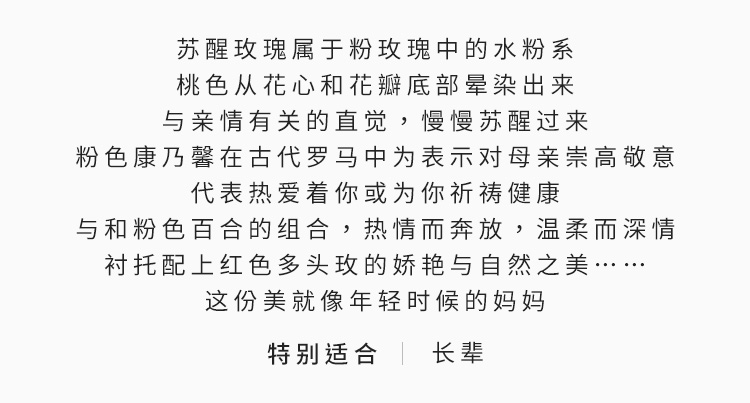 苏醒玫瑰属于粉玫瑰中的水粉系
桃色从花心和花瓣底部晕染出来
与亲情有关的直觉，慢慢苏醒过来
粉色康乃馨在古代罗马中为表示对母亲崇高敬意
代表热爱着你或为你祈祷健康
与和粉色百合的组合，热情而奔放，温柔而深情
衬托配上红色多头玫的娇艳与自然之美……
这份美就像年轻时候的妈妈
特别适合 | 长辈